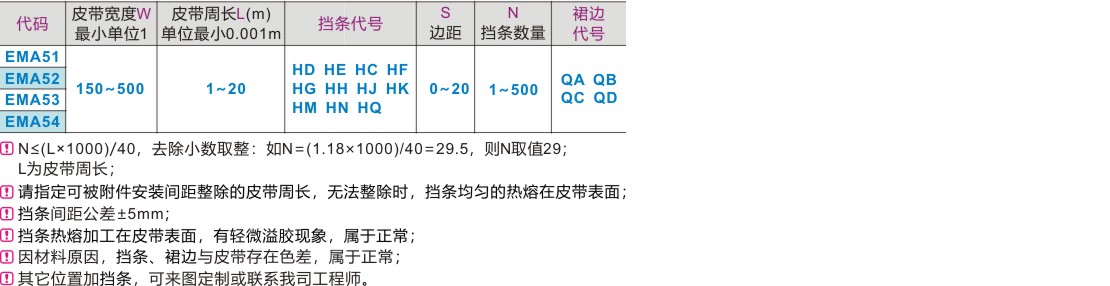 代码 皮带宽度W 最小单位1 皮带周长L(m) 单位最小0.001m 挡条代号 S 边距 N 挡条数量 裙边 代号
EMA51
EMA52
EMA53
EMA54
150~500
1~20
HD HE HC HF
HG HH HJ HK
HM HN HQ
0~20
1~500
QA QB
QC QD
N≤(L×1000)/40，去除小数取整：如N=(1.18×1000)/40=29.5，则N取值29；
L为皮带周长；
请指定可被附件安装间距整除的皮带周长，无法整除时，挡条均匀的热熔在皮带表面；
挡条间距公差±5mm；
挡条热熔加工在皮带表面，有轻微溢胶现象，属于正常；
因材料原因，挡条、裙边与皮带存在色差，属于正常；
其它位置加挡条，可来图定制或联系我司工程师。